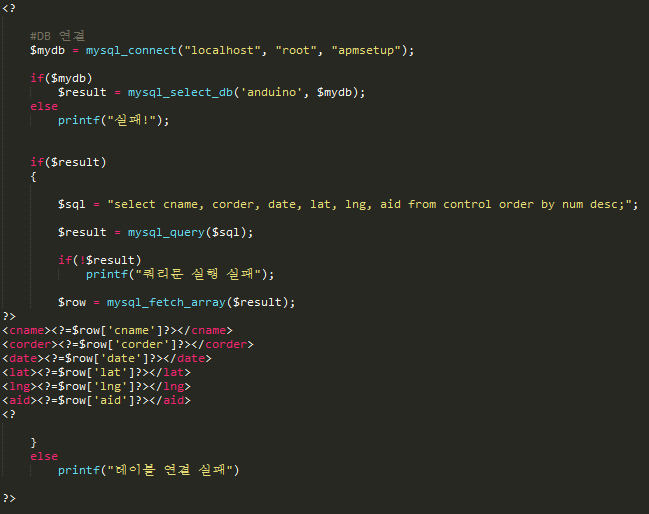 <?
#DB 연결
$mydb = mysql_connect("localhost", "root", "apmsetup");
if($mydb)
$result = mysql_select_db('anduino', $mydb);
else
printf("실패!");
if($result)
{
$sql = "select cname, corder, date, lat, lng, aid from control order by num desc;";
$result = mysql_query($sql);
if(!$result)
printf("쿼리문 실행 실패");
$row = mysql_fetch_array($result);
?>
<cname><?=$row['cname']?></cname>
<corder><?=$row['corder']?></corder>
<date><?=$row['date']?></date>
<lat><?=$row['lat']?></lat>
<lng><?=$row['lng']?></lng>
<aid><?=$row['aid']?></aid>
<?
}
else
printf("테이블 연결 실패")
?>